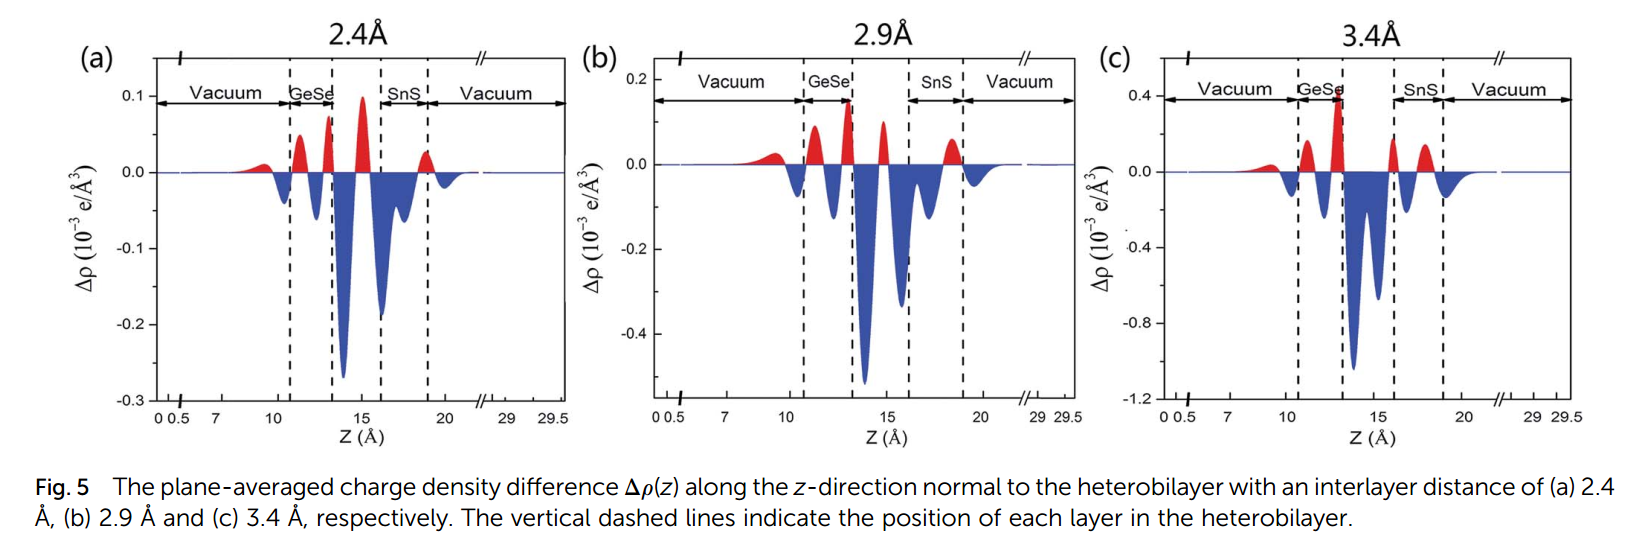 2.4Å
2.9Å
3.4Å
(a)
Vacuum GeSe SnS Vacuum
0.1
0.0
-0.1
-0.2
-0.3
Δρ (10⁻³ e/Å³)
0 0.5 7 10 15 20 29 29.5
Z (Å)
(b)
Vacuum GeSe SnS Vacuum
0.2
0.0
-0.2
-0.4
Δρ (10⁻³ e/Å³)
0 0.5 7 10 15 20 29 29.5
Z (Å)
(c)
Vacuum GeSe SnS Vacuum
0.4
0.0
-0.4
-0.8
-1.2
Δρ (10⁻³ e/Å³)
0 0.5 7 10 15 20 29 29.5
Z (Å)
Fig. 5 The plane-averaged charge density difference Δρ(z) along the z-direction normal to the heterobilayer with an interlayer distance of (a) 2.4
Å, (b) 2.9 Å and (c) 3.4 Å, respectively. The vertical dashed lines indicate the position of each layer in the heterobilayer.